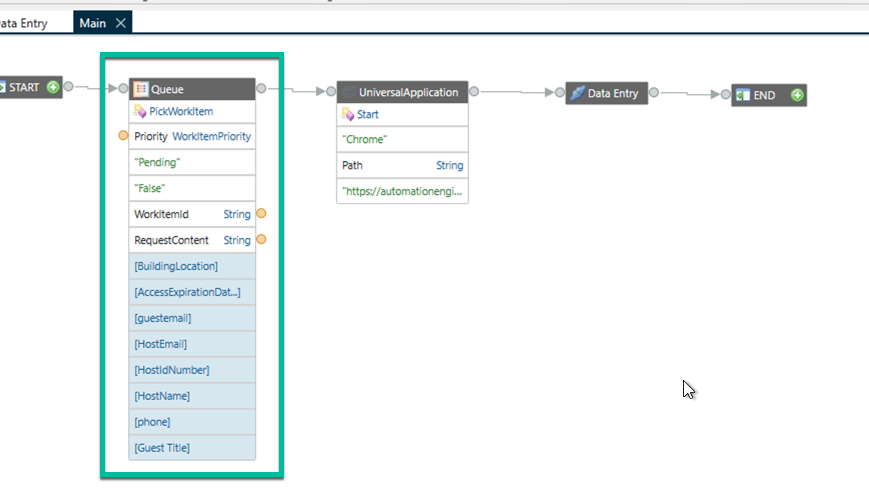 ata Entry
Main
START
Queue
PickWorkItem
Priority WorkItemPriority
"Pending"
"False"
WorkItemId String
RequestContent String
[BuildingLocation]
[AccessExpirationDat...]
[guestemail]
[HostEmail]
[HostIdNumber]
[HostName]
[phone]
[Guest Title]
UniversalApplication
Start
"Chrome"
Path String
"https://automationengi...
Data Entry
END